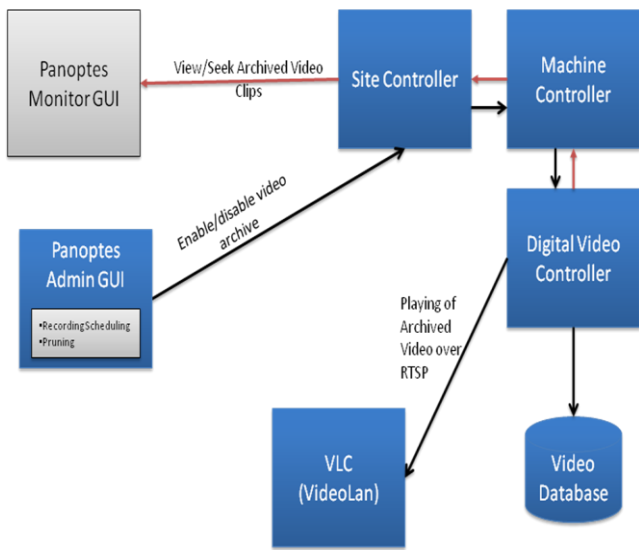 Panoptes
Monitor GUI
View/Seek Archived Video
Clips
Site Controller
Machine
Controller
Enable/disable video
archive
Panoptes
Admin GUI
•RecordingScheduling
•Pruning
Digital Video
Controller
Playing of
Archived
Video over
RTSP
VLC
(VideoLan)
Video
Database